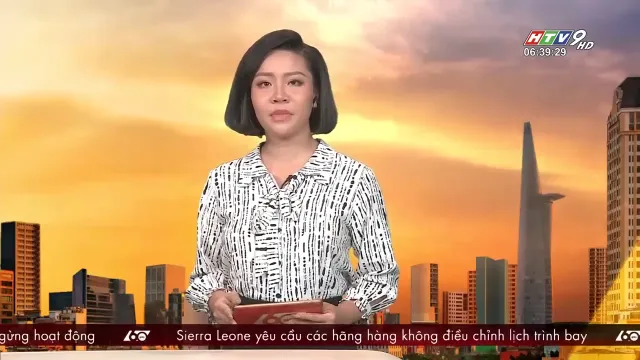 HTV9 HD
06:39:29
gừng hoạt động 60 Sierra Leone yêu cầu các hãng hàng không điều chỉnh lịch trình bay